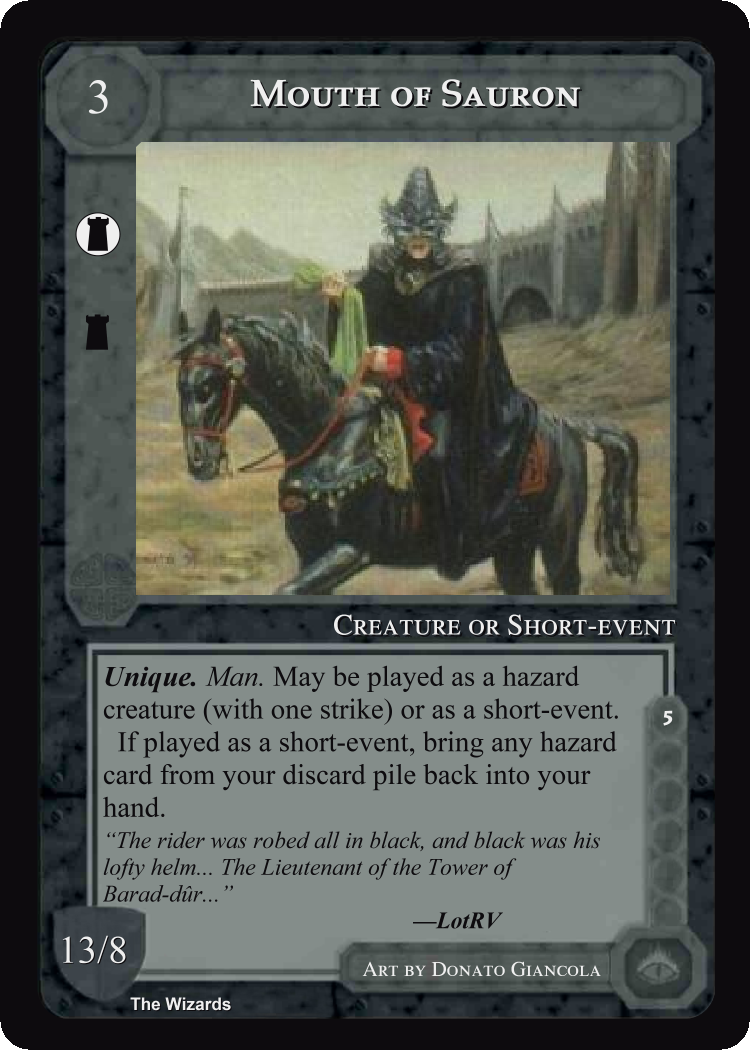 3
Mouth of Sauron
Creature or Short-event
Unique. Man. May be played as a hazard
creature (with one strike) or as a short-event.
If played as a short-event, bring any hazard
card from your discard pile back into your
hand.
“The rider was robed all in black, and black was his
lofty helm... The Lieutenant of the Tower of
Barad-dûr...”
—LotRV
5
13/8
Art by Donato Giancola
The Wizards